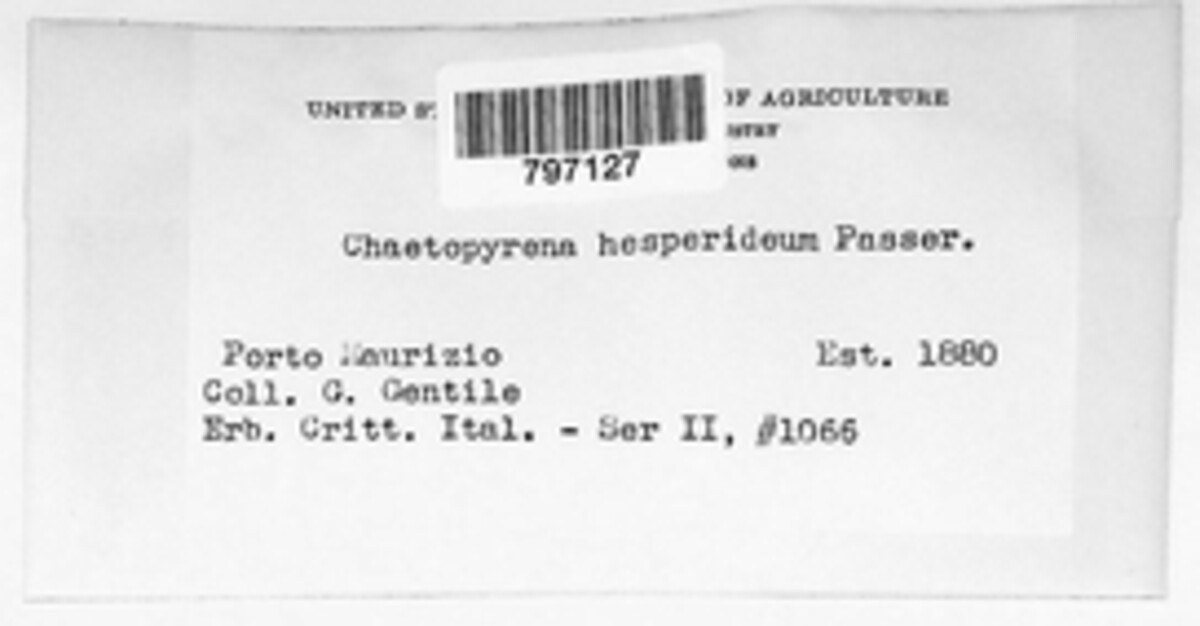 UNITED ST OF AGRICULTURE
797127
Chaetopyrena hesperideum Passer.
Porto Maurizio Est. 1880
Coll. G. Gentile
Erb. Critt. Ital. - Ser II, #1066